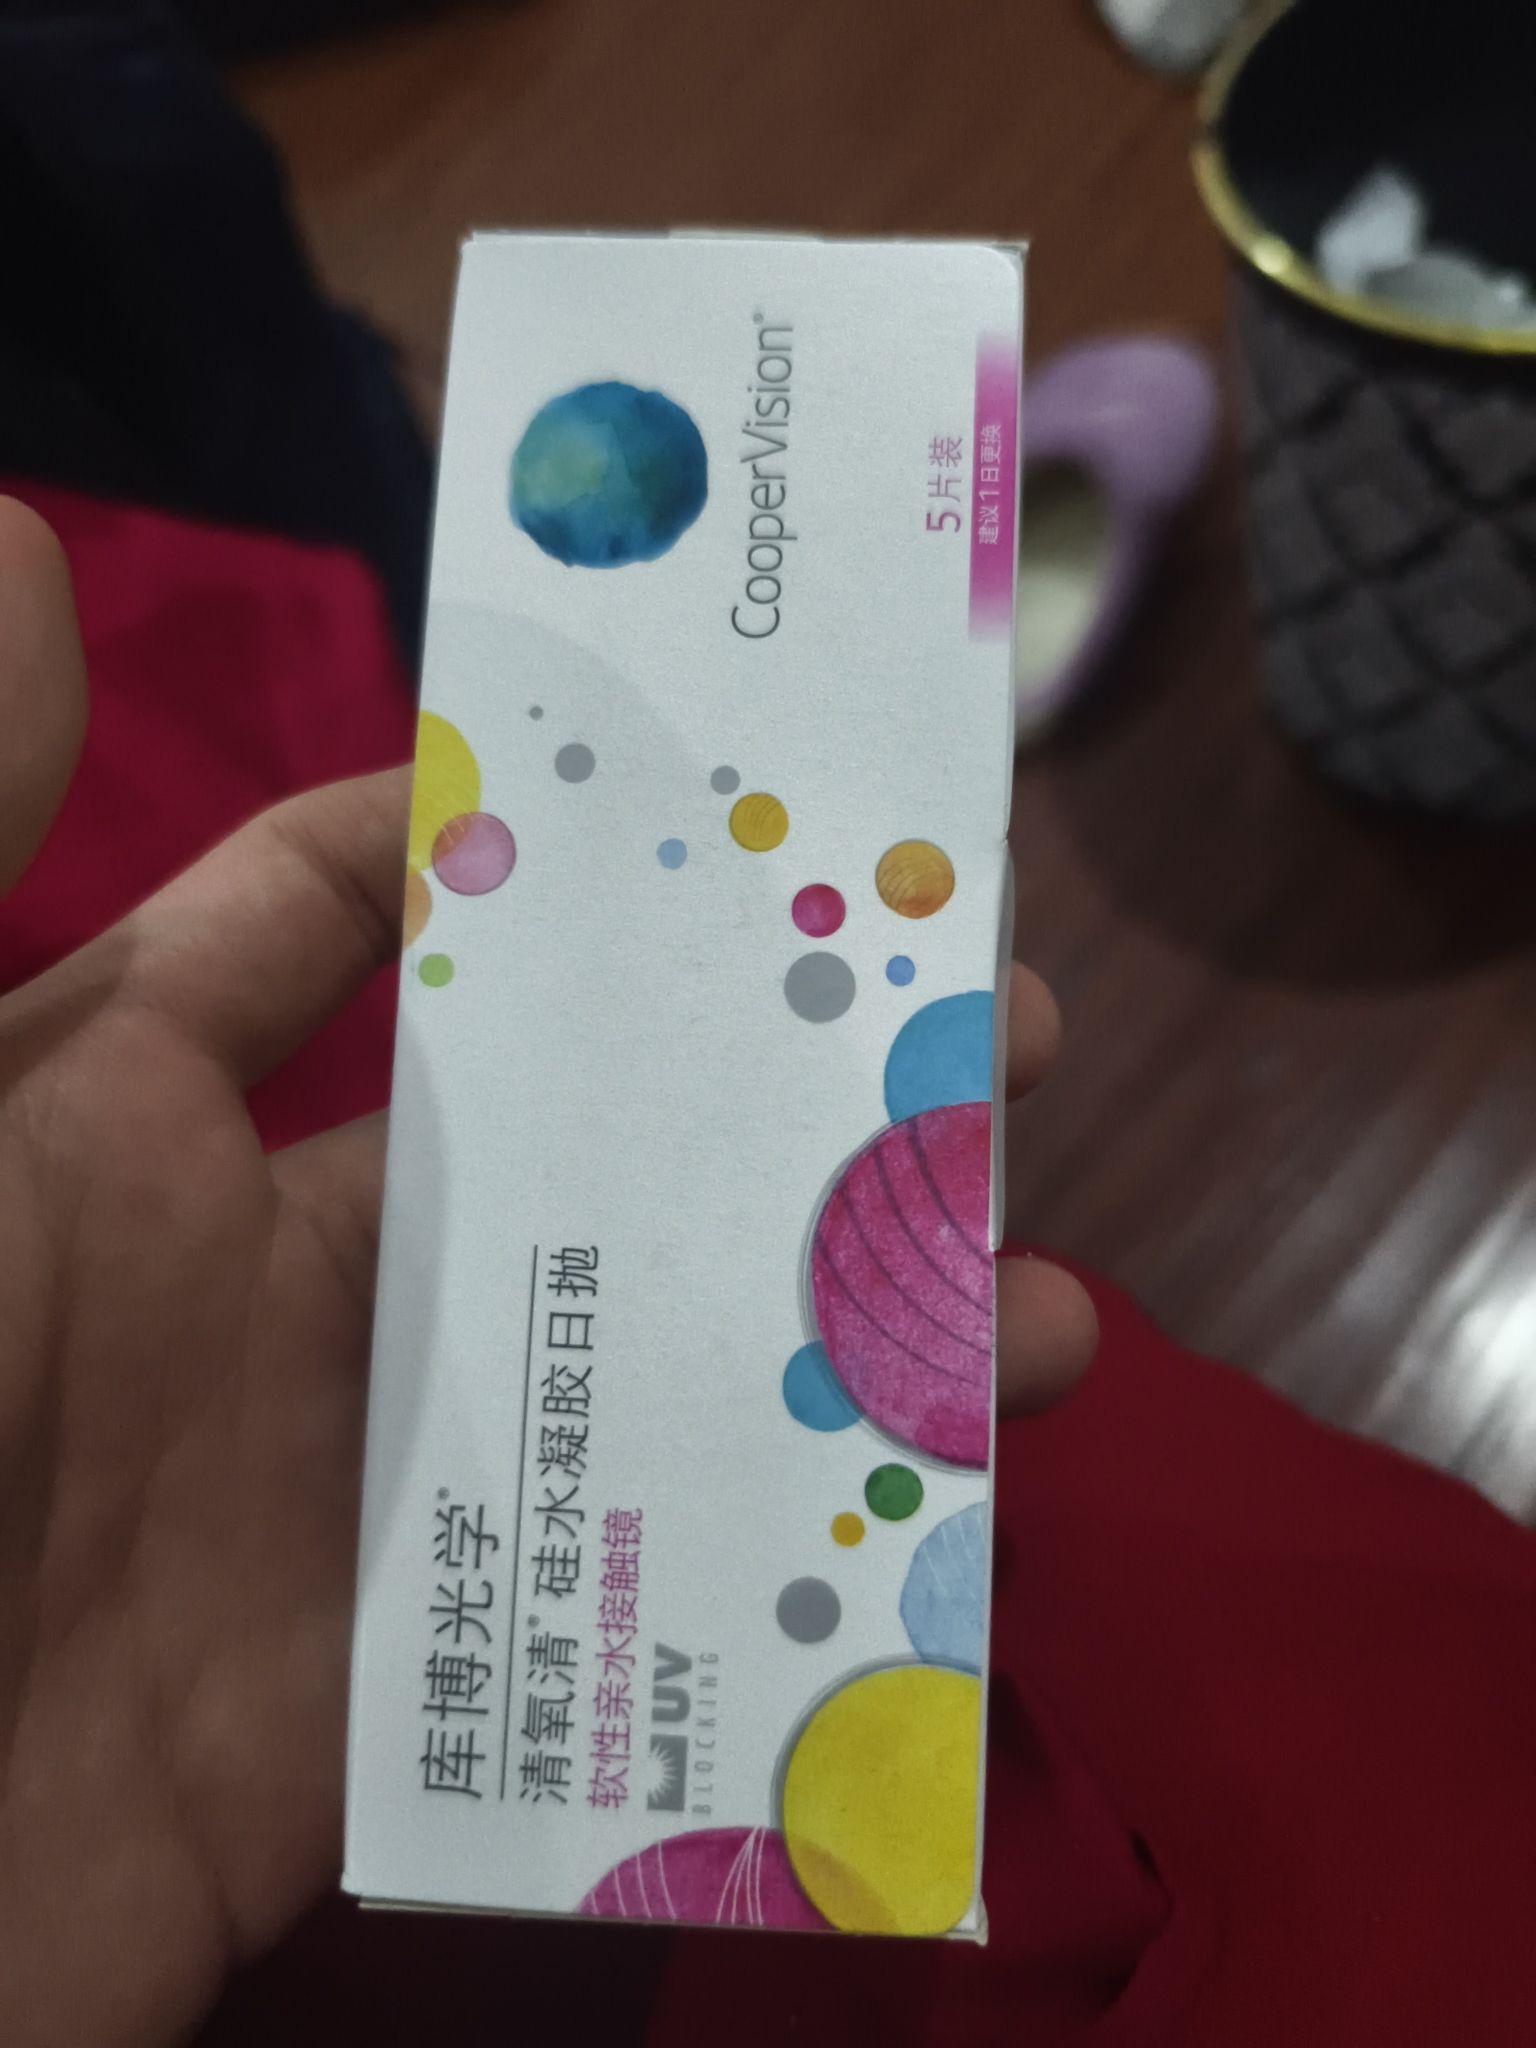 库博光学®
清氧清® 硅水凝胶日抛
软性亲水接触镜
UV
BLOCKING
CooperVision®
5片装
建议1日更换